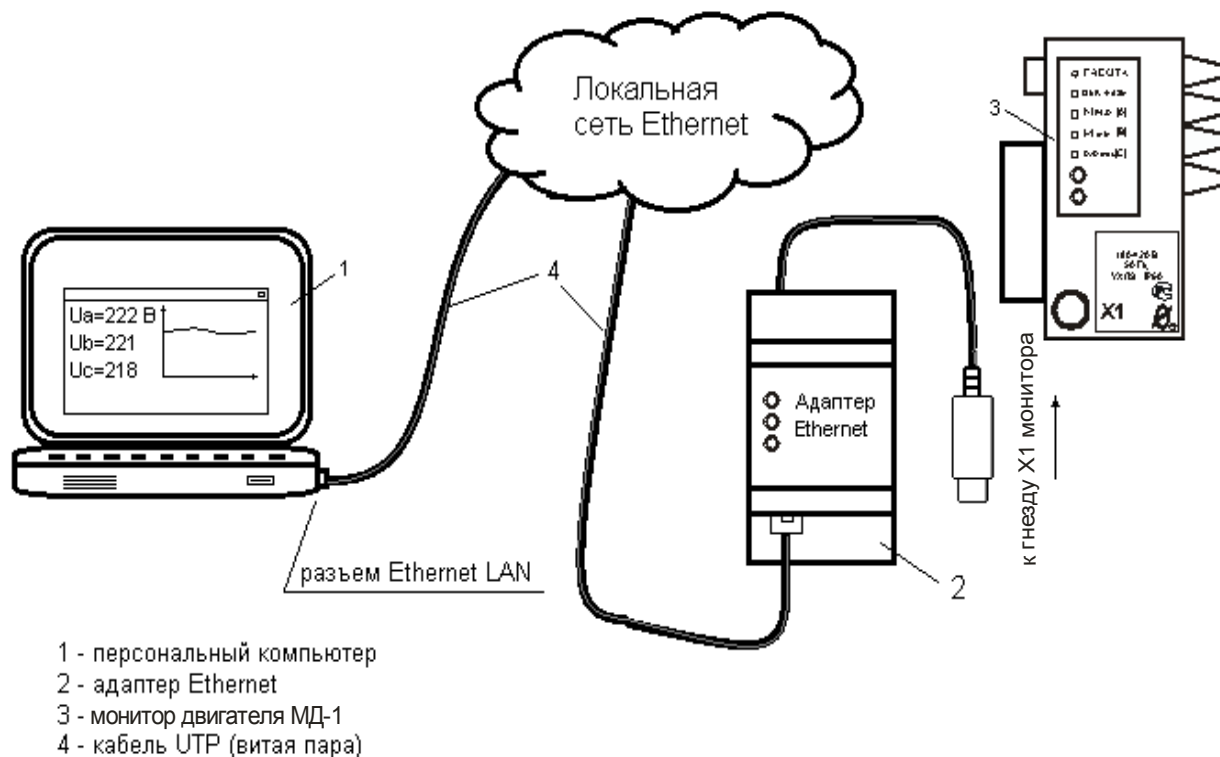 Локальная
сеть Ethernet
3
РАБОТА
1
4
Ua=222 В
Ub=221
Uc=218
X1
Адаптер
Ethernet
к гнезду X1 монитора
разъем Ethernet LAN
2
1 - персональный компьютер
2 - адаптер Ethernet
3 - монитор двигателя МД-1
4 - кабель UTP (витая пара)